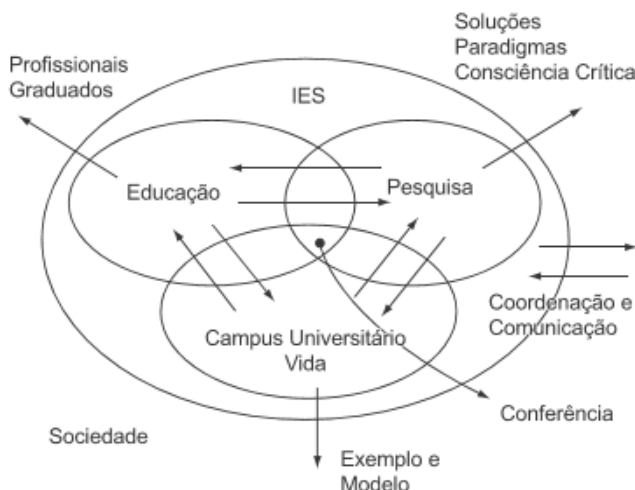 Soluções
Paradigmas
Consciência Crítica
Profissionais
Graduados
IES
Educação
Pesquisa
Coordenação e
Comunicação
Campus Universitário
Vida
Conferência
Sociedade
Exemplo e
Modelo